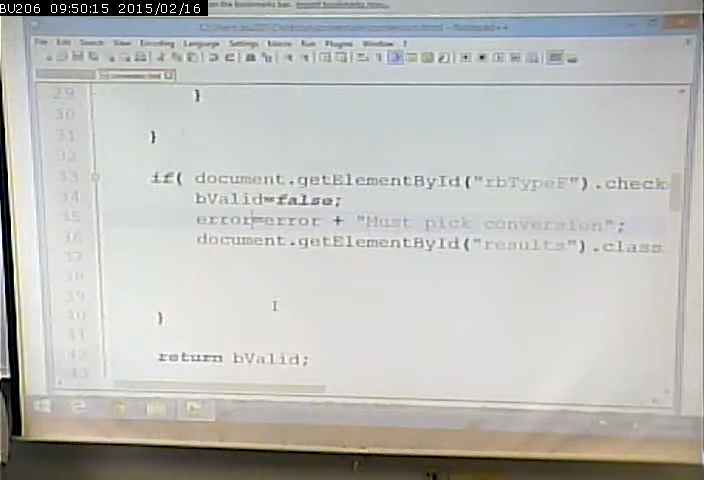 BU206 09:50:15 2015/02/16
on the bookmarks bar. Import bookmarks now...
conversion.html - Notepad++
File Edit Search View Encoding Language Settings Macro Run Plugins Window ?
29 }
30
31 }
32
33 if( document.getElementById("rbTypeF").check
34 bValid=false;
35 error=error + "Must pick conversion";
36 document.getElementById("results").class
37
38
39
40 }
41
42 return bValid;
43